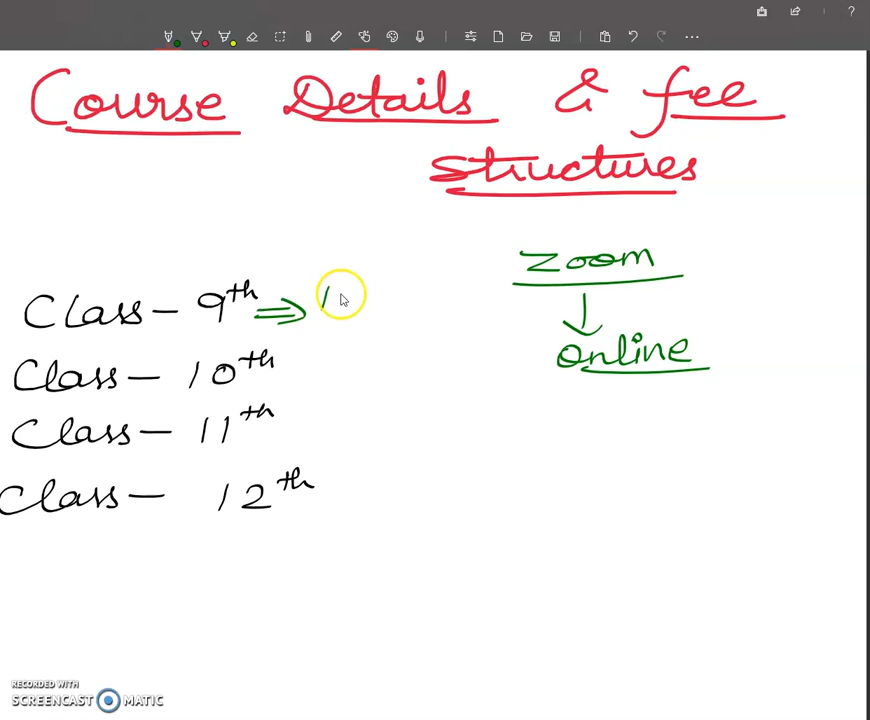 Course Details & fee
structures
Zoom
Class - 9th ⇒ 1
online
Class - 10th
Class - 11th
Class - 12th
RECORDED WITH
SCREENCAST MATIC